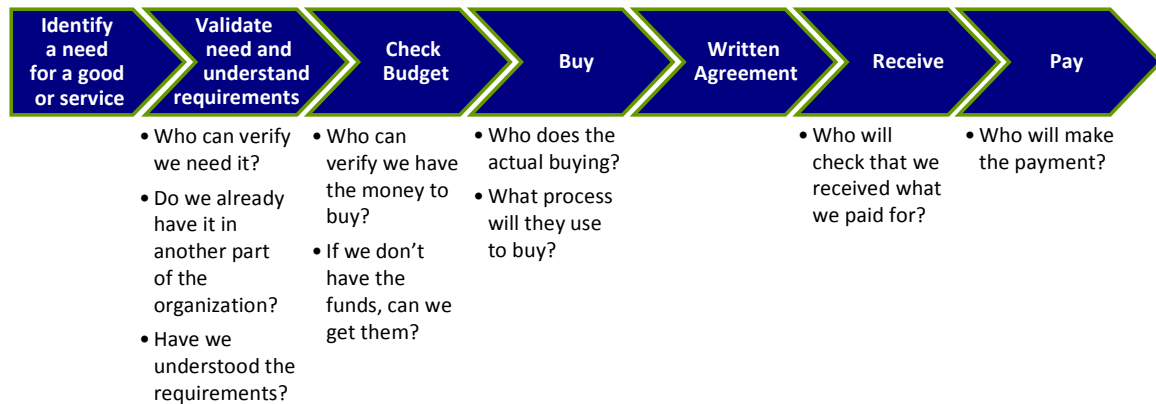 Identify
a need
for a good
or service
Validate
need and
understand
requirements
Check
Budget
Buy
Written
Agreement
Receive
Pay
• Who can verify
we need it?
• Do we already
have it in
another part
of the
organization?
• Have we
understood the
requirements?
• Who can
verify we have
the money to
buy?
• If we don’t
have the
funds, can we
get them?
• Who does the
actual buying?
• What process
will they use
to buy?
• Who will
check that we
received what
we paid for?
• Who will make
the payment?